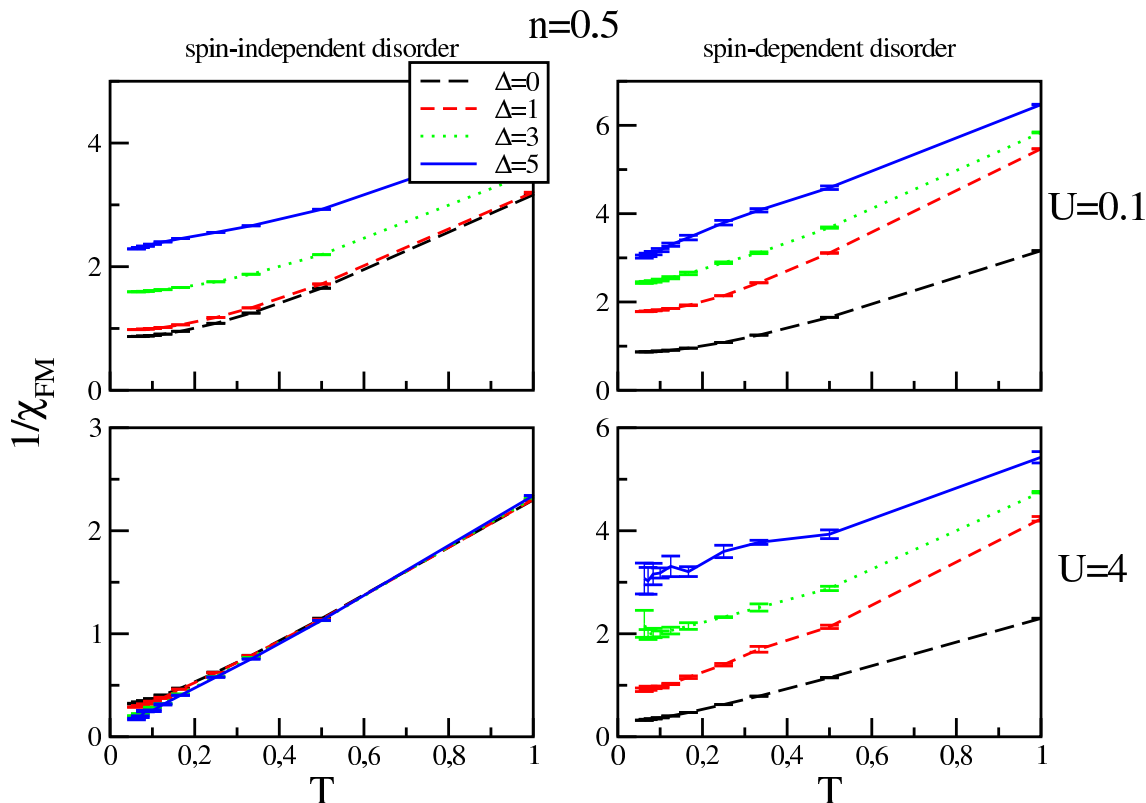 n=0.5
spin-independent disorder
spin-dependent disorder
Δ=0
Δ=1
Δ=3
Δ=5
4
2
0
6
4
2
0
U=0.1
1/χFM
3
2
1
0
6
4
2
0
U=4
0
0,2
0,4
0,6
0,8
1
0
0,2
0,4
0,6
0,8
1
T
T